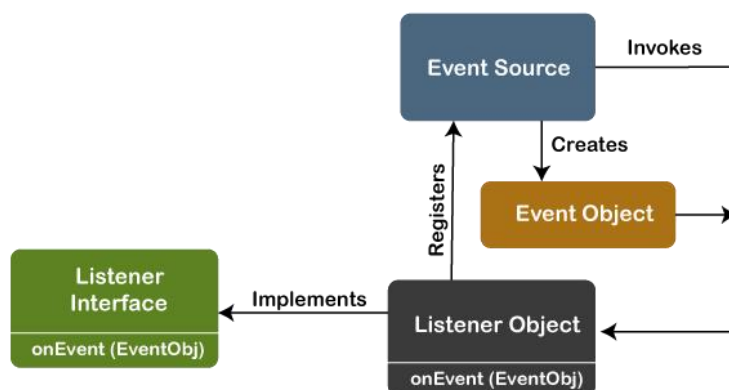 Event Source
Invokes
Creates
Event Object
Registers
Listener
Interface
onEvent (EventObj)
Implements
Listener Object
onEvent (EventObj)